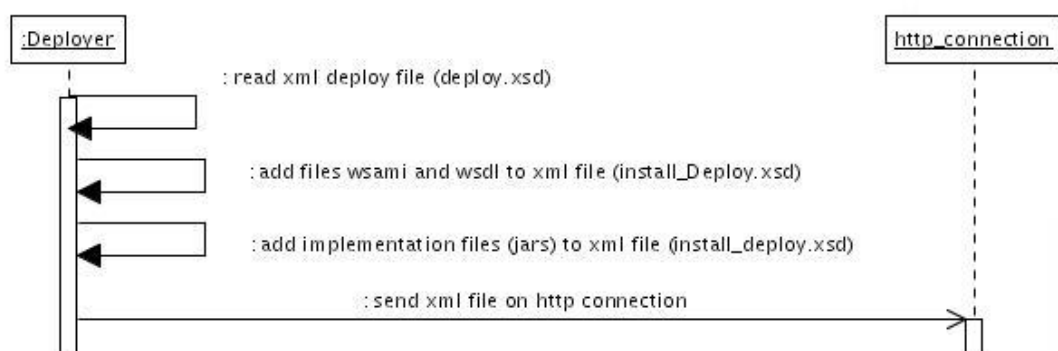 :Deployer
http_connection
: read xml deploy file (deploy.xsd)
: add files wsami and wsdl to xml file (install_Deploy.xsd)
: add implementation files (jars) to xml file (install_deploy.xsd)
: send xml file on http connection